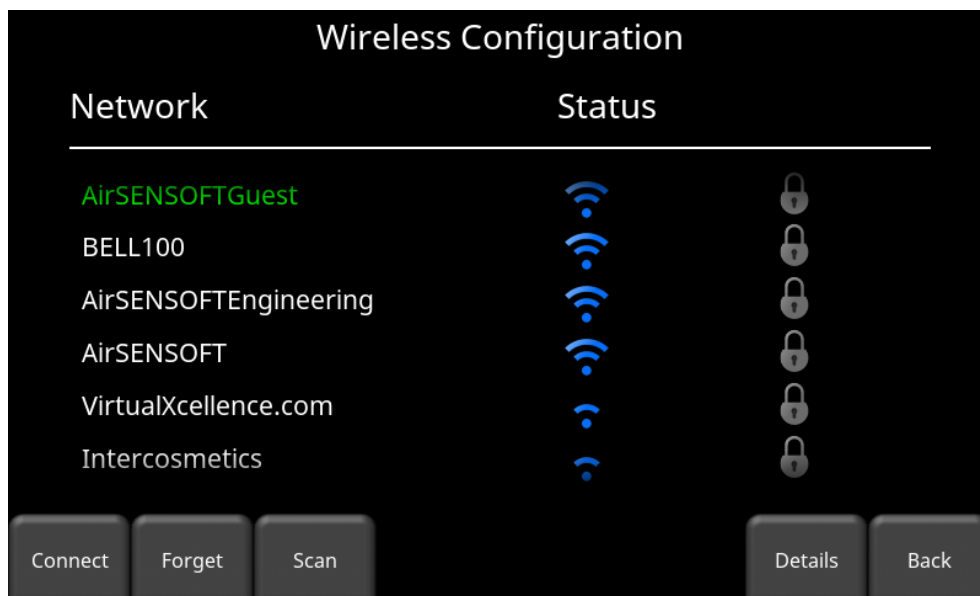 Wireless Configuration
Network Status
AirSENSOFTGuest
BELL100
AirSENSOFTEngineering
AirSENSOFT
VirtualXcellence.com
Intercosmetics
Connect Forget Scan Details Back